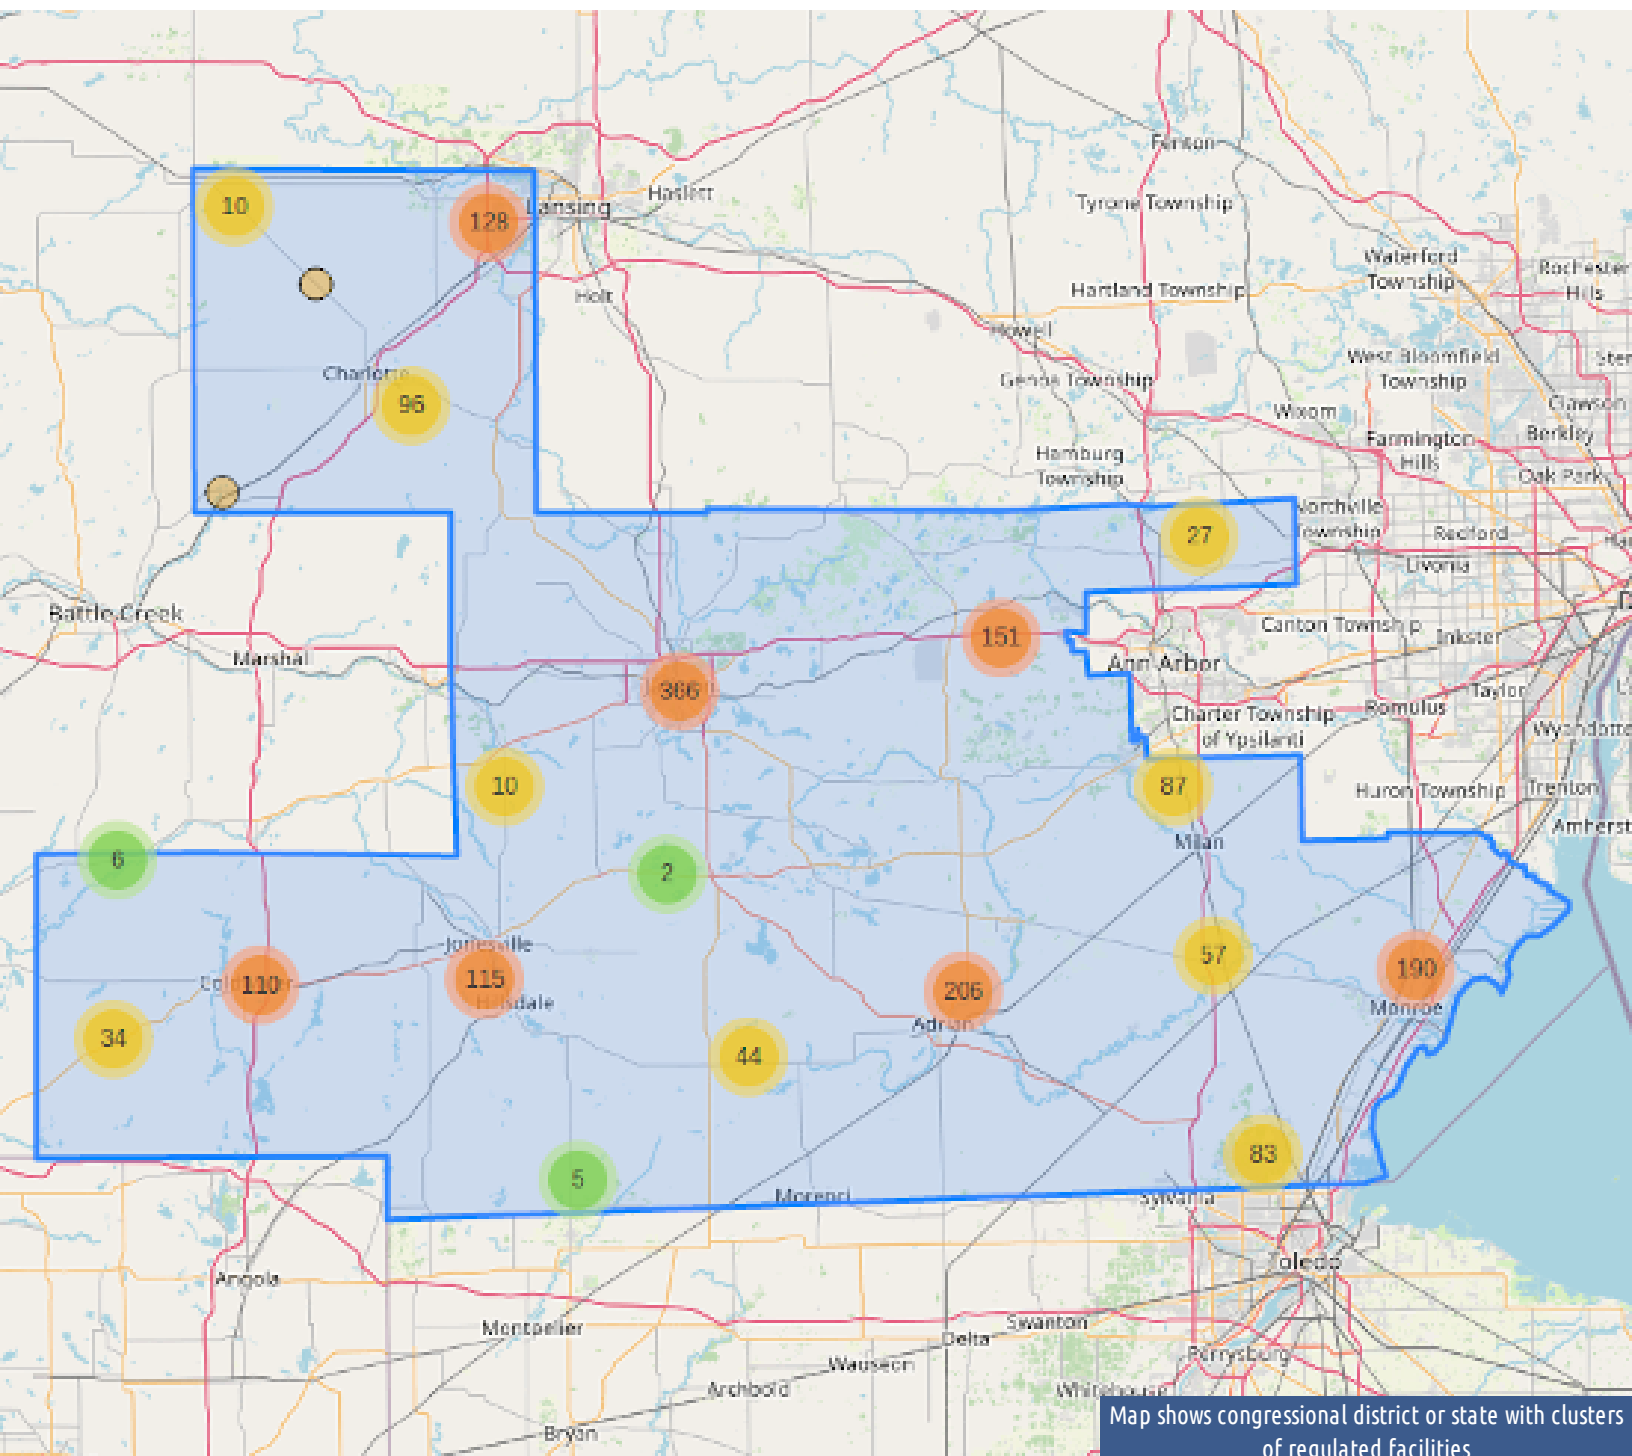 Fenton
Haslett
10
128
Lansing
Tyrone Township
Waterford
Township
Rochester
Hills
Holt
Hartland Township
Howell
Charlotte
96
Genoa Township
West Bloomfield
Township
Ster
Wixom
Clawson
Farmington
Hills
Berkley
Hamburg
Township
Oak Park
27
Northville
Township
Redford
Livonia
Battle Creek
151
Canton Township
Inkster
Marshal
Ann Arbor
366
Taylor
Charter Township
of Ypsilanti
Romulus
Wyandotte
10
87
Huron Township
Trenton
Amherst
Milan
6
2
Jonesville
57
110
115
206
190
Hillsdale
Monroe
34
Adrian
44
83
5
Morenci
Sylvania
Toledo
Angola
Montpelier
Swanton
Delta
Wauseon
Perrysburg
Archbold
Whitehouse
Bryan
Map shows congressional district or state with clusters
of regulated facilities